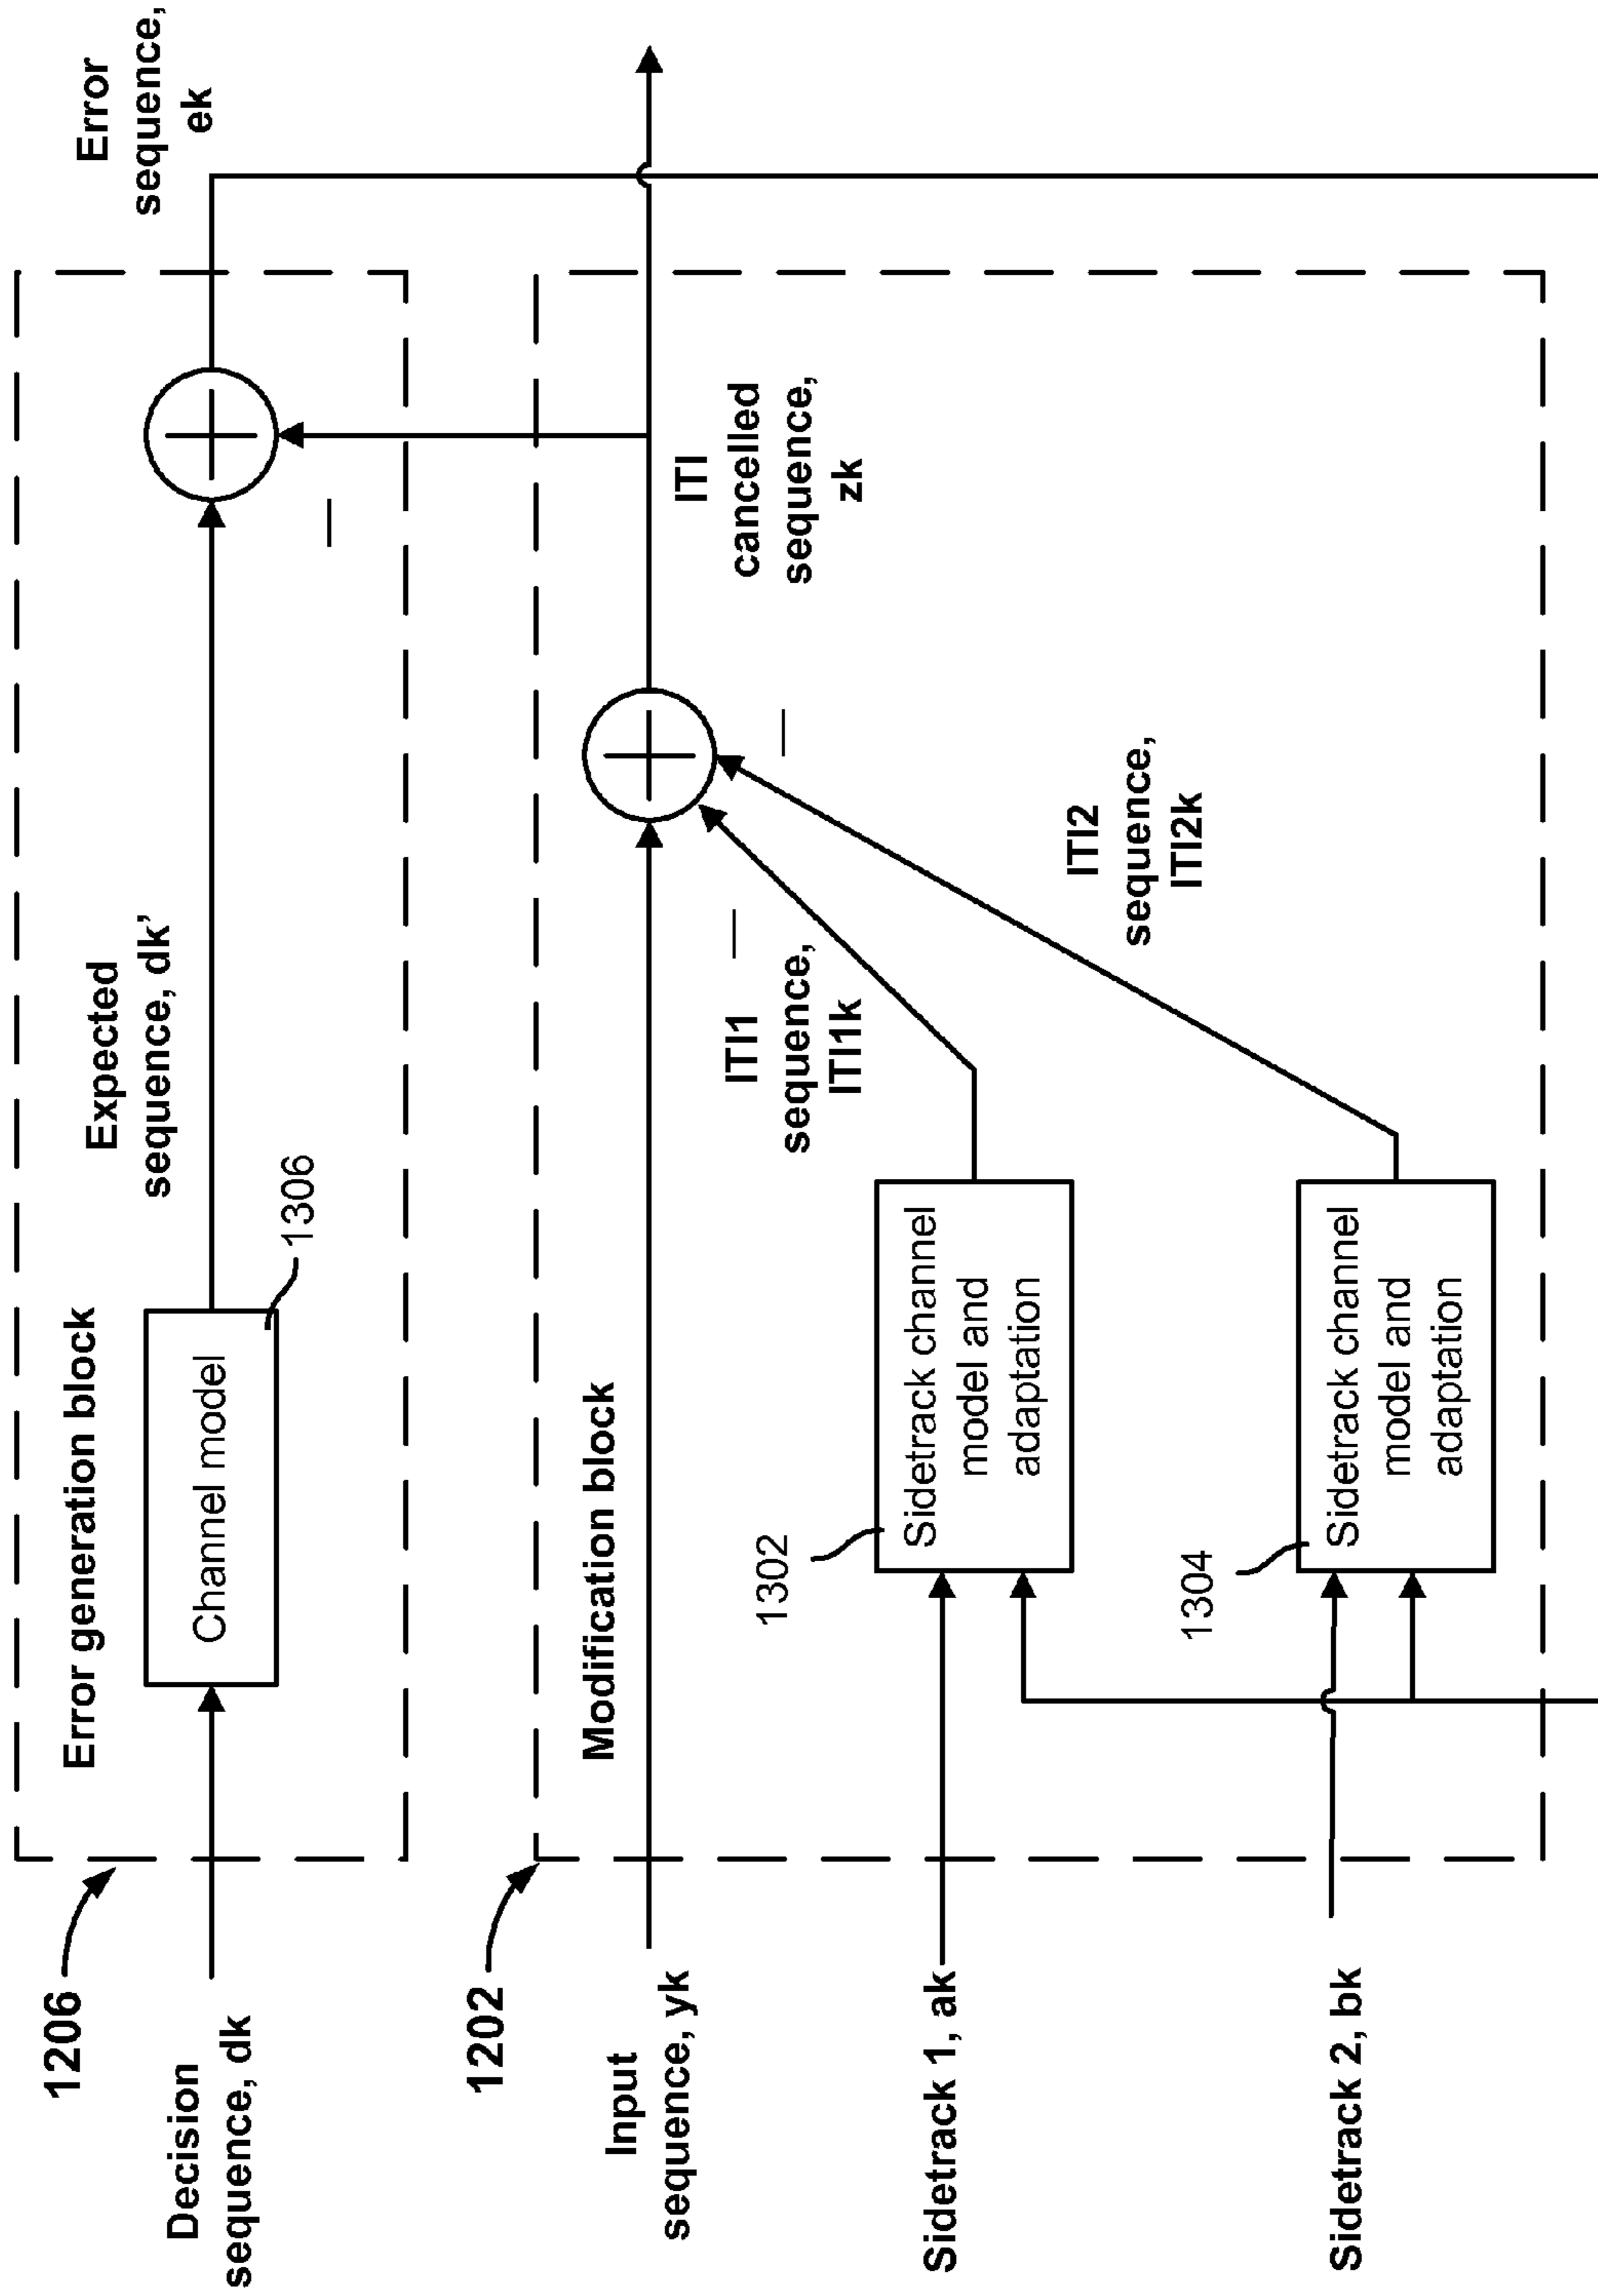 1206
Error generation block
Decision
sequence, dk
Channel model
1306
Expected
sequence, dk’
Error
sequence,
ek
1202
Modification block
Input
sequence, yk
ITI
cancelled
sequence,
zk
ITI1
sequence,
ITI1k
1302
Sidetrack channel
model and
adaptation
Sidetrack 1, ak
ITI2
sequence,
ITI2k
1304
Sidetrack channel
model and
adaptation
Sidetrack 2, bk